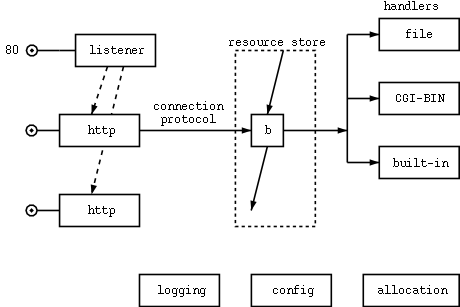 handlers
80
listener
resource store
file
connection
protocol
http
b
CGI-BIN
built-in
http
logging
config
allocation